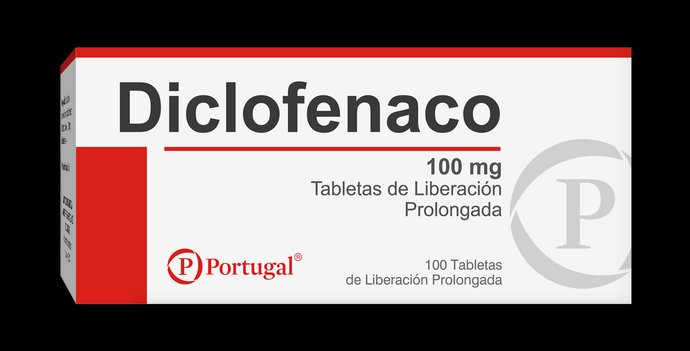 Diclofenaco
100 mg
Tabletas de Liberación
Prolongada
P Portugal®
100 Tabletas
de Liberación Prolongada
P